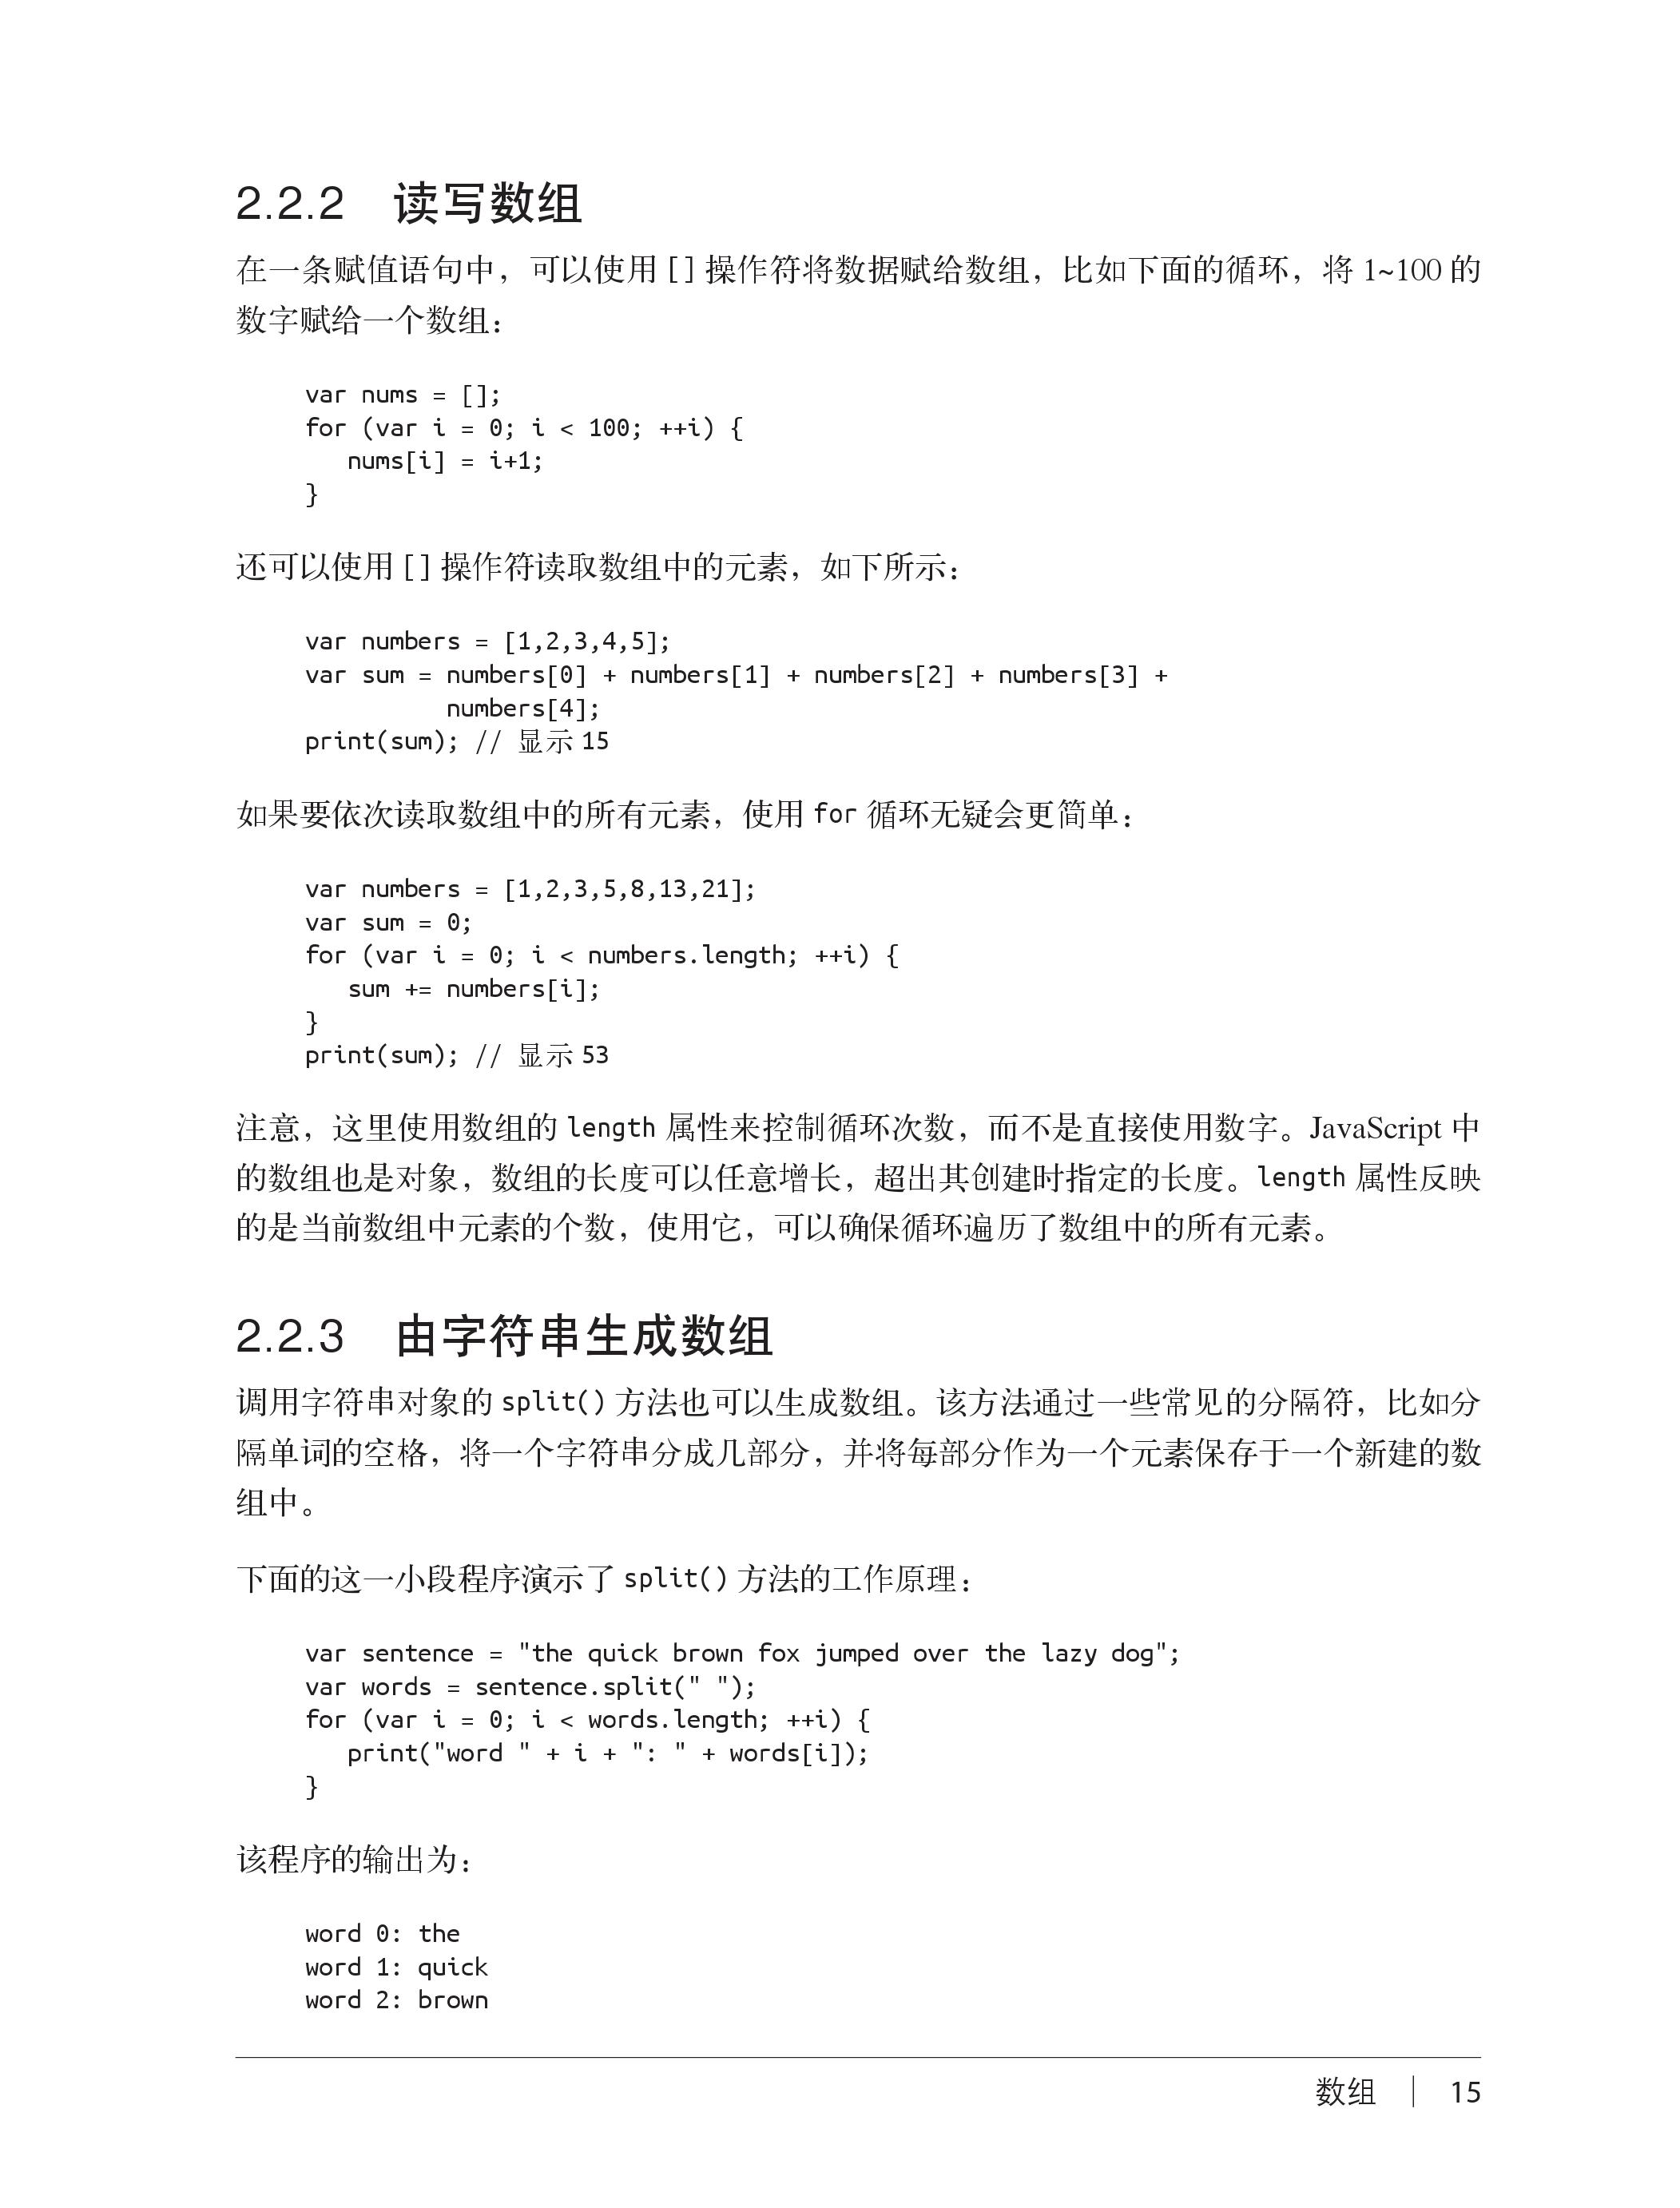 2.2.2 读写数组
在一条赋值语句中，可以使用 [] 操作符将数据赋给数组，比如下面的循环，将 1~100 的
数字赋给一个数组：
var nums = [];
for (var i = 0; i < 100; ++i) {
   nums[i] = i+1;
}
还可以使用 [] 操作符读取数组中的元素，如下所示：
var numbers = [1,2,3,4,5];
var sum = numbers[0] + numbers[1] + numbers[2] + numbers[3] +
          numbers[4];
print(sum); // 显示 15
如果要依次读取数组中的所有元素，使用 for 循环无疑会更简单：
var numbers = [1,2,3,5,8,13,21];
var sum = 0;
for (var i = 0; i < numbers.length; ++i) {
   sum += numbers[i];
}
print(sum); // 显示 53
注意，这里使用数组的 length 属性来控制循环次数，而不是直接使用数字。JavaScript 中
的数组也是对象，数组的长度可以任意增长，超出其创建时指定的长度。length 属性反映
的是当前数组中元素的个数，使用它，可以确保循环遍历了数组中的所有元素。
2.2.3 由字符串生成数组
调用字符串对象的 split() 方法也可以生成数组。该方法通过一些常见的分隔符，比如分
隔单词的空格，将一个字符串分成几部分，并将每部分作为一个元素保存于一个新建的数
组中。
下面的这一小段程序演示了 split() 方法的工作原理：
var sentence = "the quick brown fox jumped over the lazy dog";
var words = sentence.split(" ");
for (var i = 0; i < words.length; ++i) {
   print("word " + i + ": " + words[i]);
}
该程序的输出为：
word 0: the
word 1: quick
word 2: brown
数组 | 15